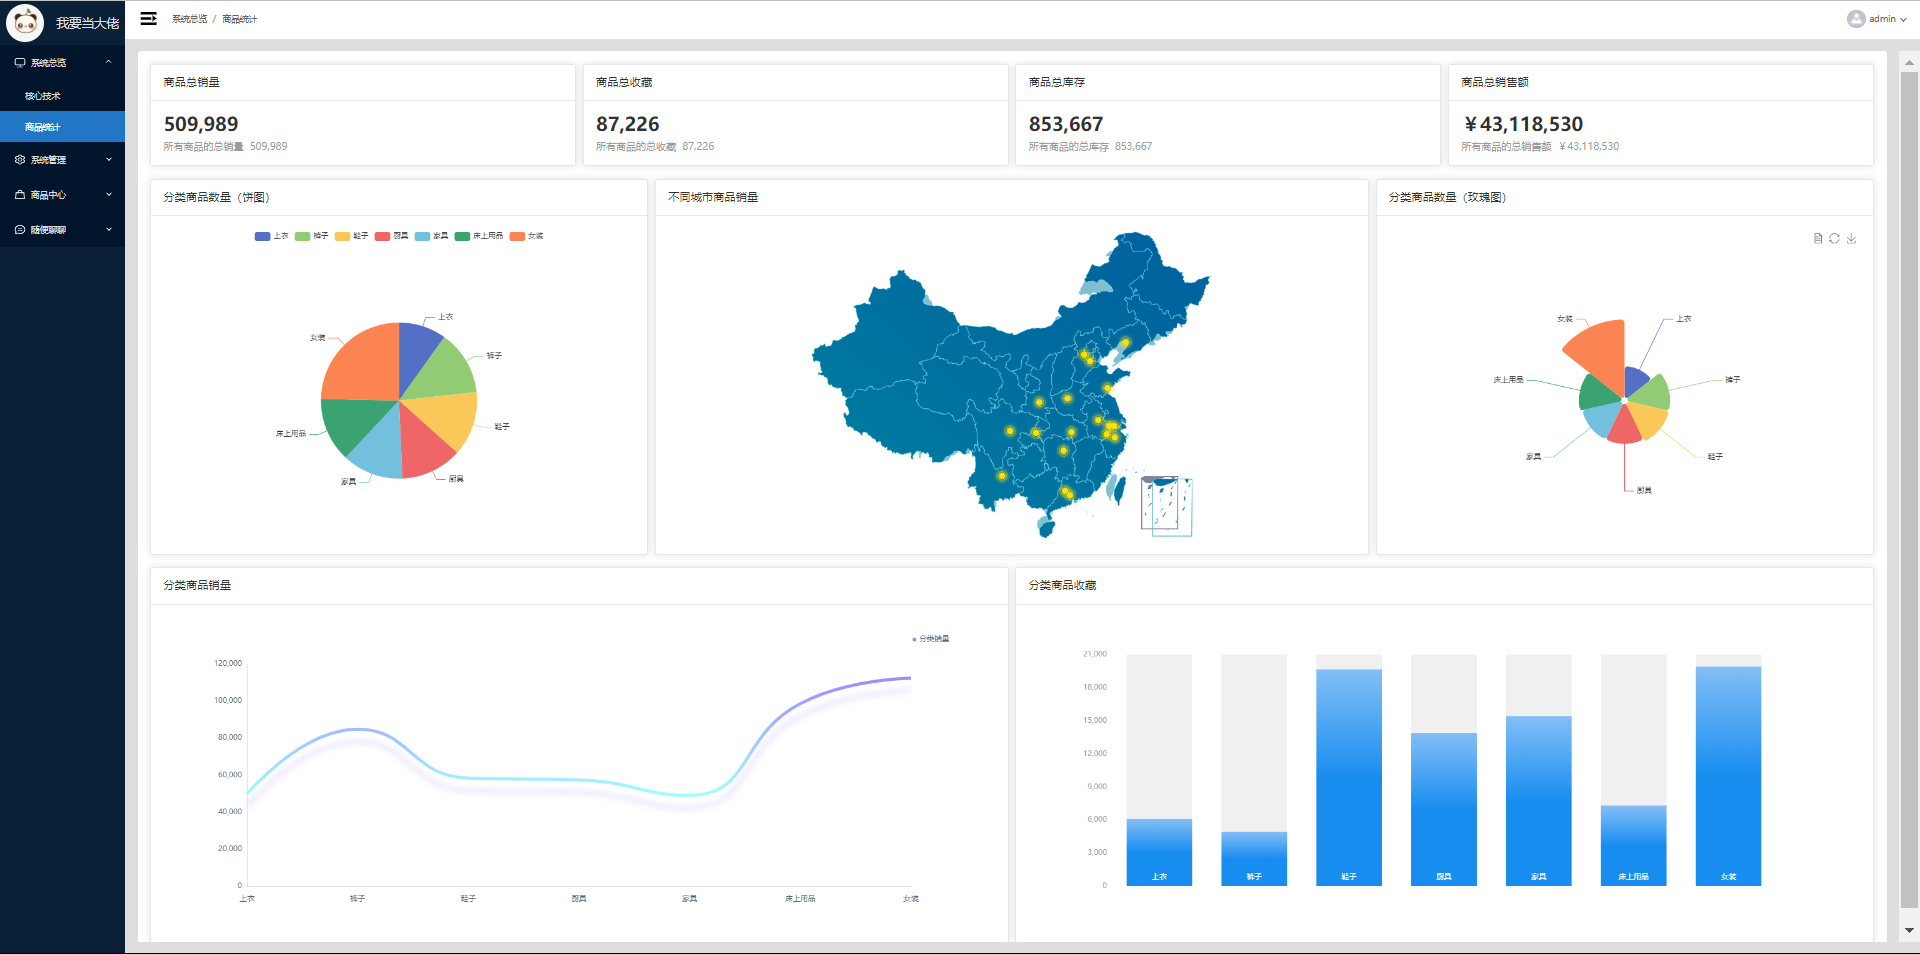 我要当大佬
系统总览
核心技术
商品统计
系统管理
商品中心
随便聊聊
系统总览 / 商品统计
admin
商品总销量
509,989
所有商品的总销量 509,989
商品总收藏
87,226
所有商品的总收藏 87,226
商品总库存
853,667
所有商品的总库存 853,667
商品总销售额
￥43,118,530
所有商品的总销售额 ￥43,118,530
分类商品数量（饼图）
上衣 裤子 鞋子 厨具 家具 床上用品 女装
上衣
女装
裤子
鞋子
床上用品
厨具
家具
不同城市商品销量
分类商品数量（玫瑰图）
女装
上衣
床上用品
裤子
家具
鞋子
厨具
分类商品销量
分类销量
120,000
100,000
80,000
60,000
40,000
20,000
0
上衣 裤子 鞋子 厨具 家具 床上用品 女装
分类商品收藏
21,000
18,000
15,000
12,000
9,000
6,000
3,000
0
上衣 裤子 鞋子 厨具 家具 床上用品 女装